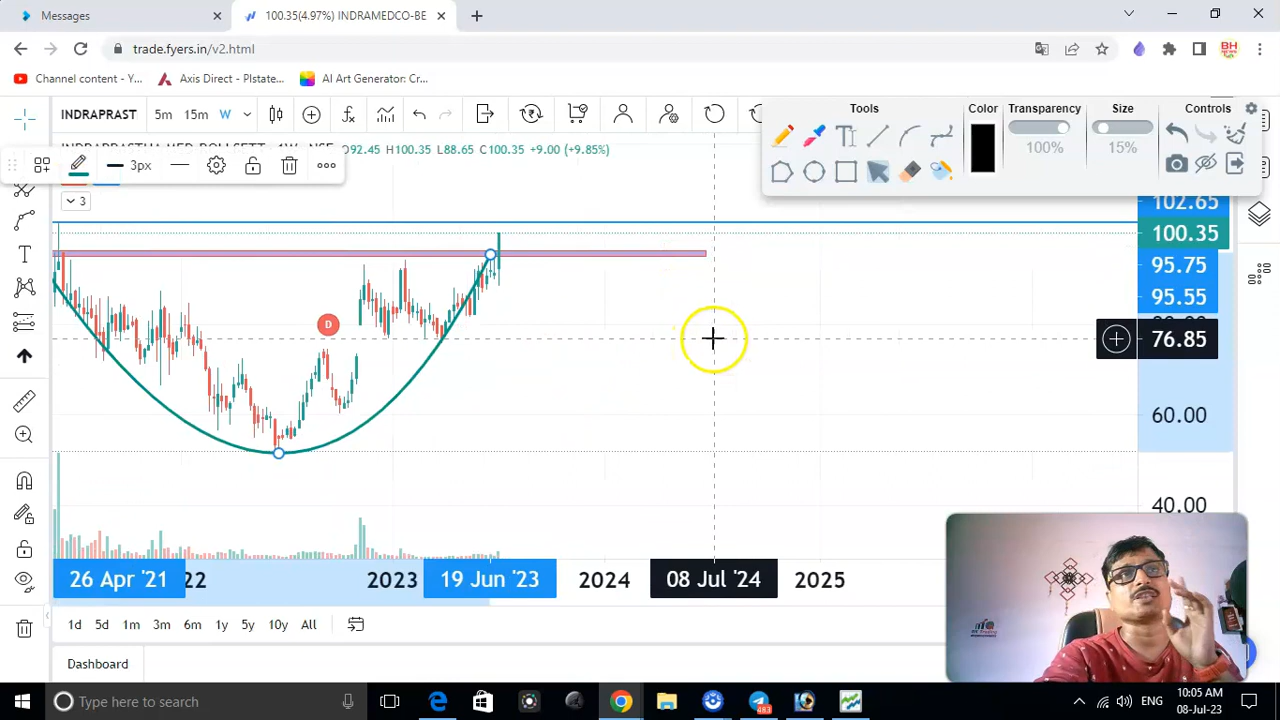 Messages
100.35(4.97%) INDRAMEDCO-BE
trade.fyers.in/v2.html
Channel content - Y...
Axis Direct - Plstate...
AI Art Generator: Cr...
INDRAPRAST 5m 15m W
Tools Color Transparency Size Controls
100% 15%
92.45 H100.35 L88.65 C100.35 +9.00 (+9.85%)
3px
3
102.65
100.35
95.75
95.55
D
76.85
60.00
40.00
26 Apr '21 22 2023 19 Jun '23 2024 08 Jul '24 2025
1d 5d 1m 3m 6m 1y 5y 10y All
Dashboard
Type here to search
483
ENG
10:05 AM
08-Jul-23